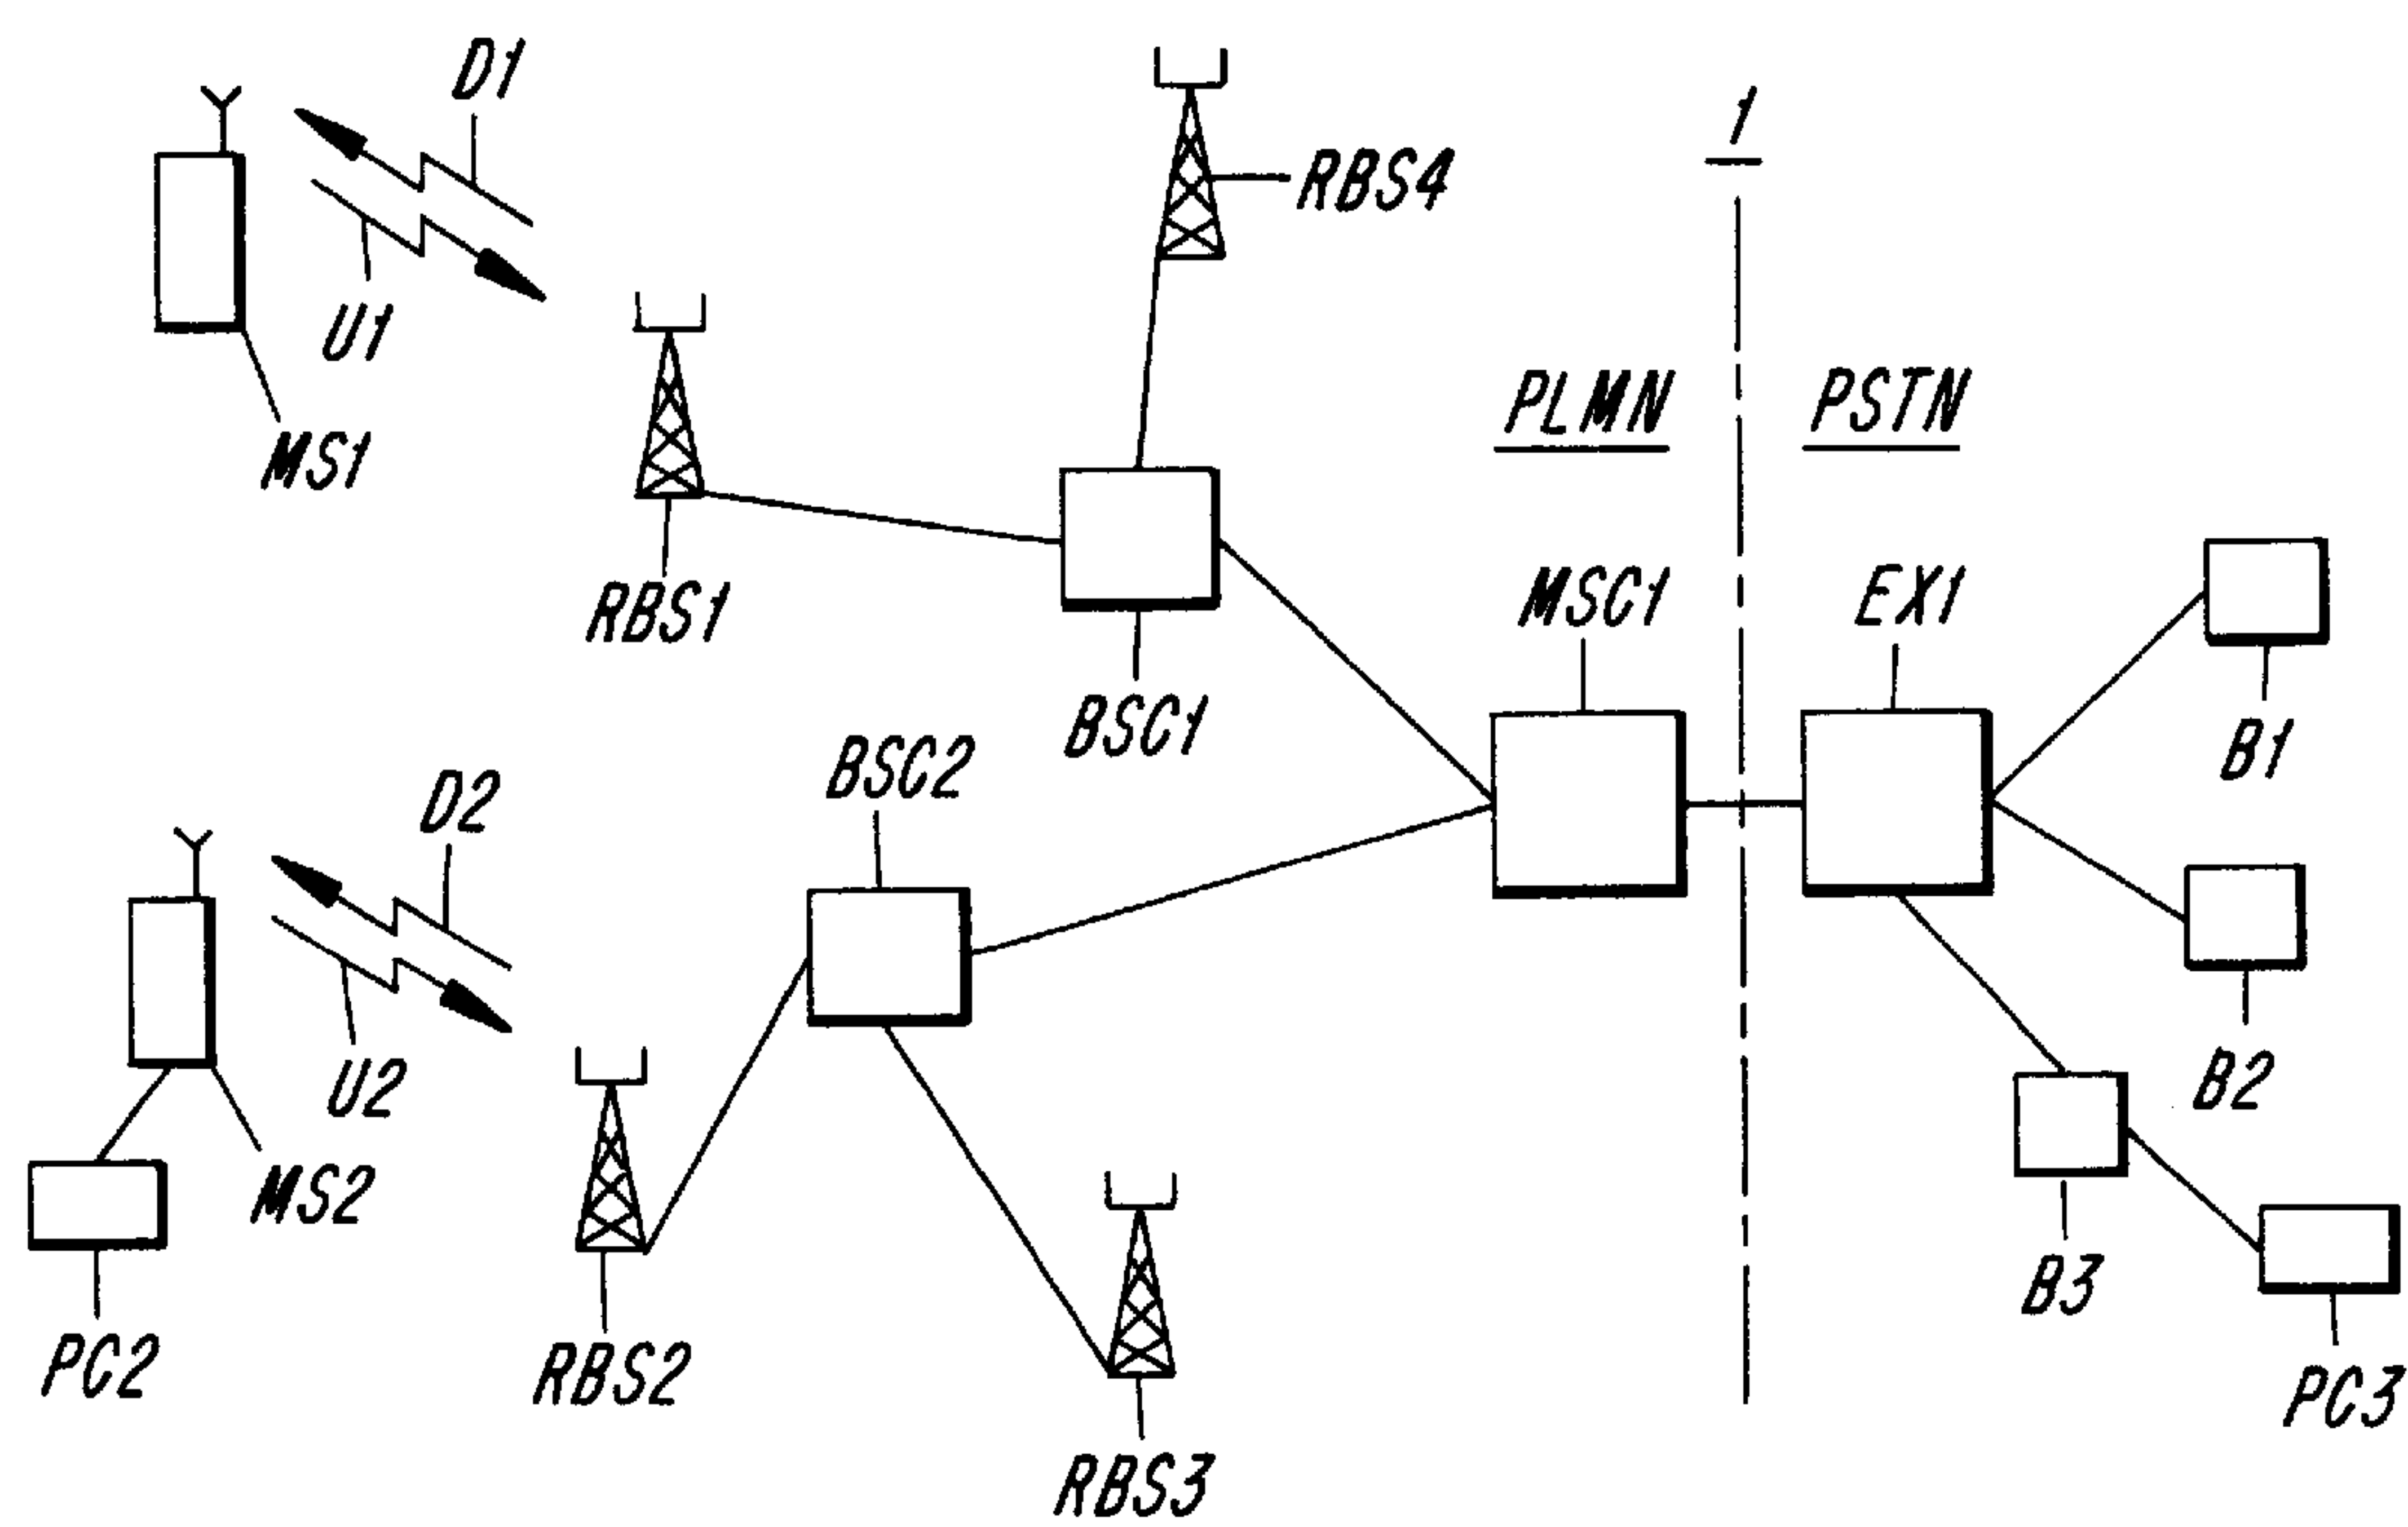 D1
1
RBS4
U1
PLMN
PSTN
MS1
MSC1
EX1
RBS1
BSC1
B1
BSC2
D2
B2
U2
MS2
B3
PC2
RBS2
PC3
RBS3